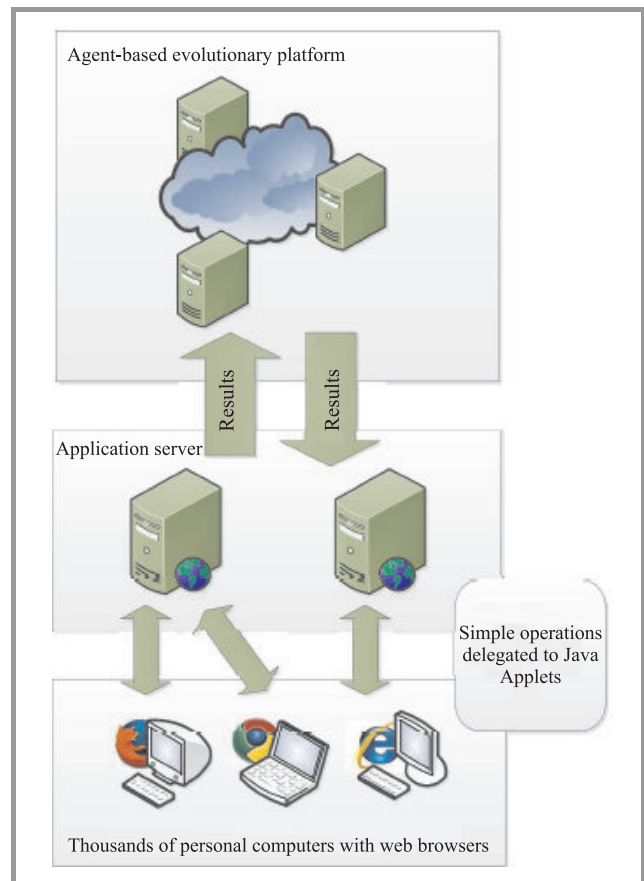 Agent-based evolutionary platform
Results
Results
Application server
Simple operations
delegated to Java
Applets
Thousands of personal computers with web browsers